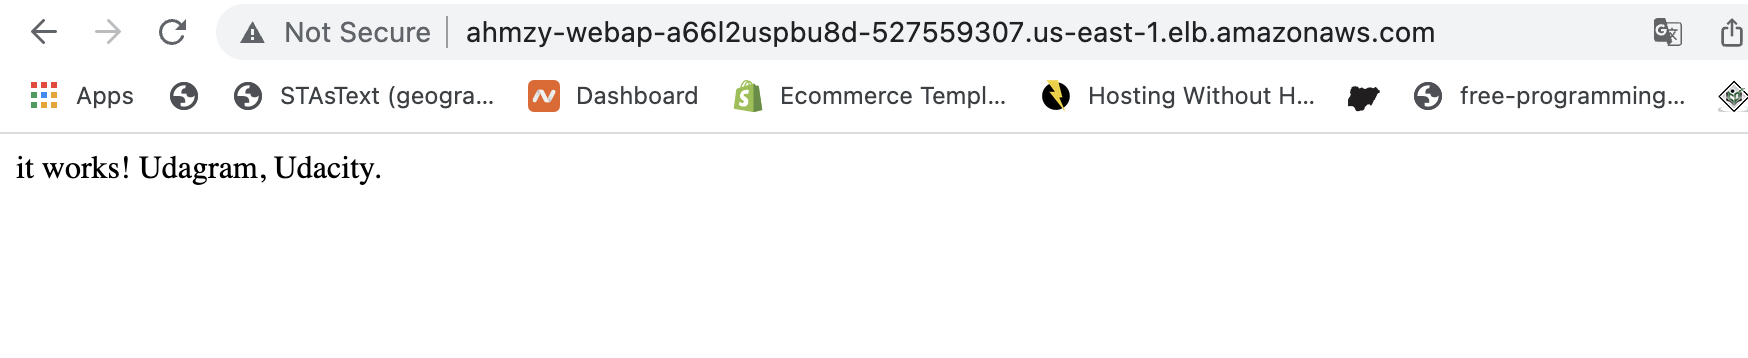 Not Secure ahmzy-webap-a66l2uspbu8d-527559307.us-east-1.elb.amazonaws.com
Apps STAsText (geogra... Dashboard Ecommerce Templ... Hosting Without H... free-programming...
it works! Udagram, Udacity.